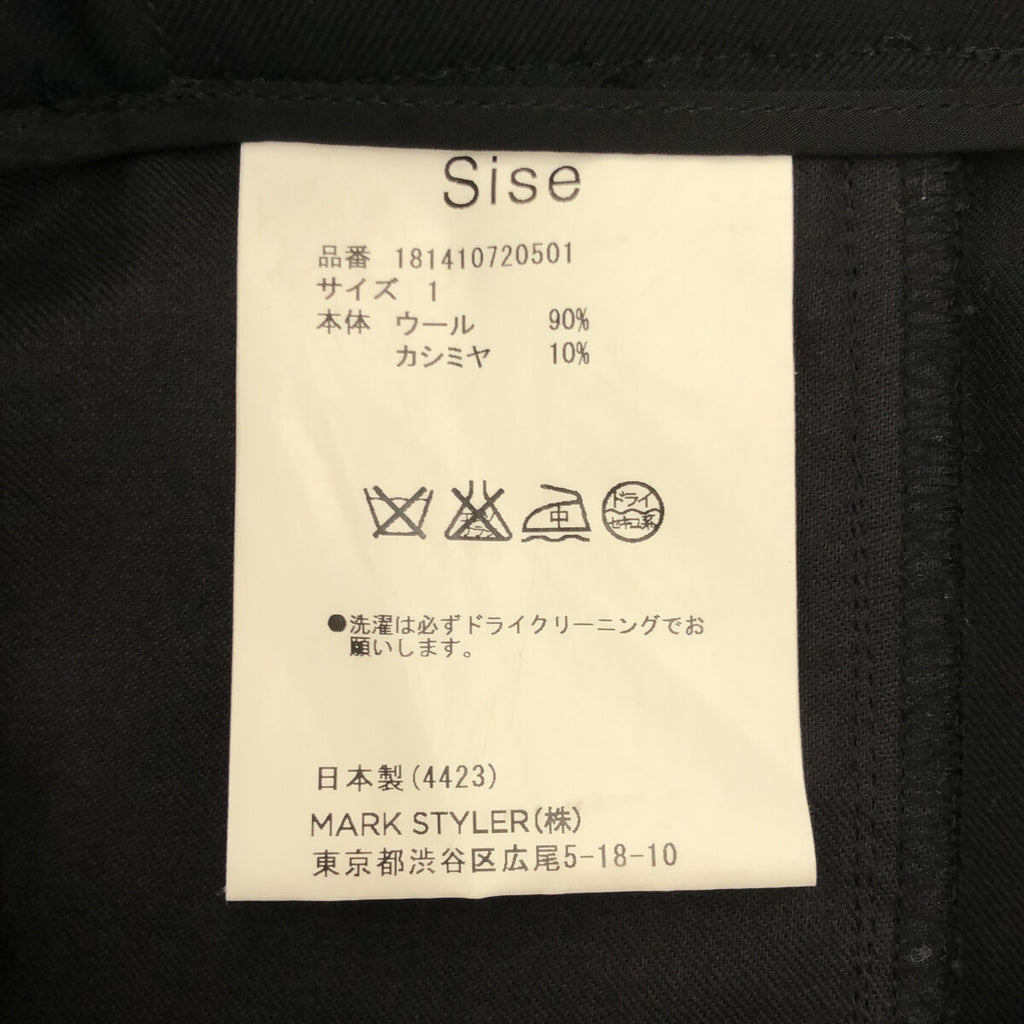 Sise
品番 181410720501
サイズ 1
本体 ウール 90%
カシミヤ 10%
中 ドライ
セキユ系
●洗濯は必ずドライクリーニングでお
願いします。
日本製(4423)
MARK STYLER(株)
東京都渋谷区広尾5-18-10